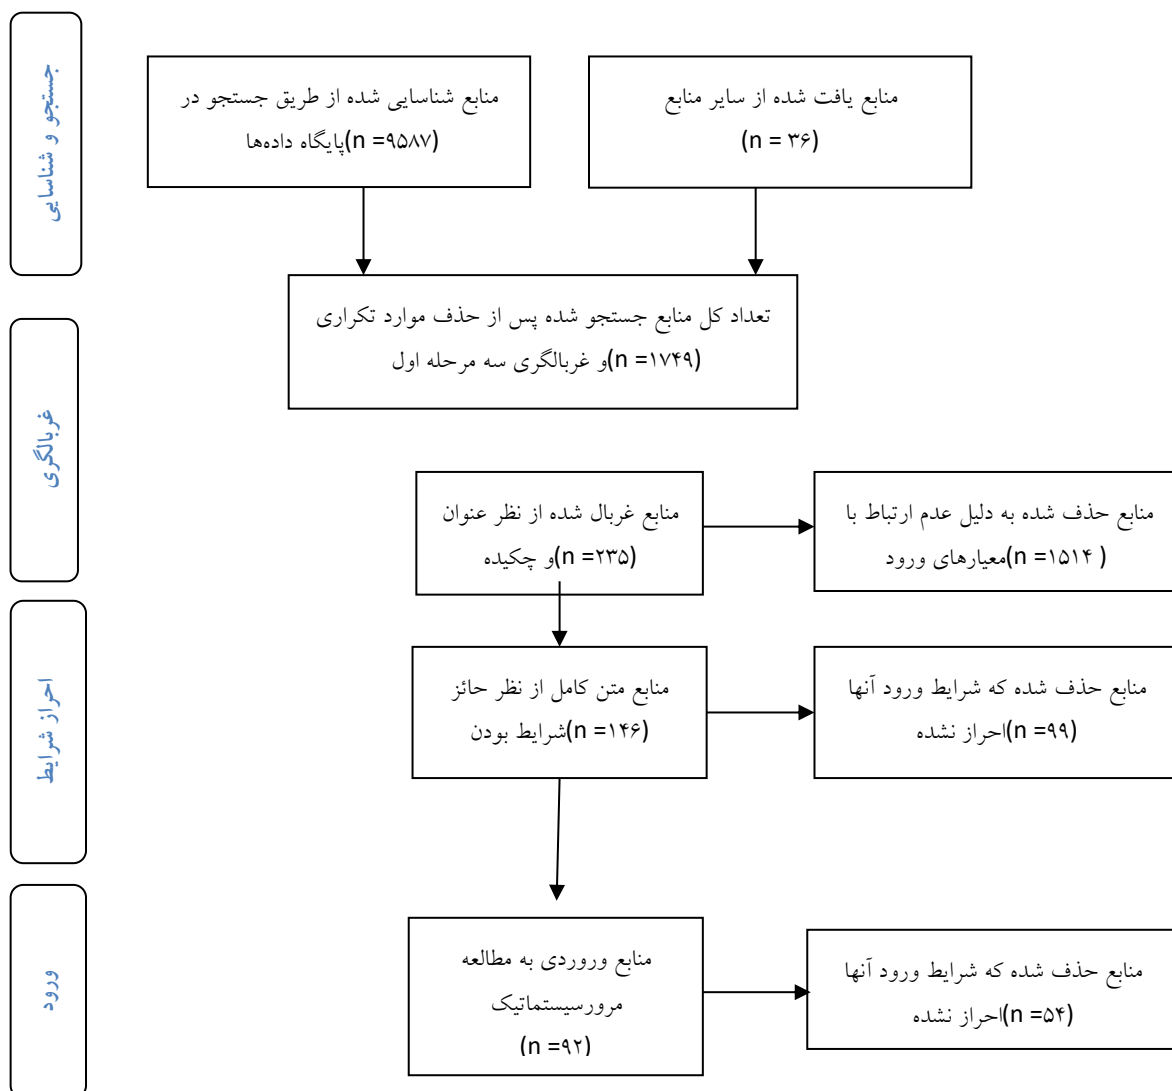 جستجو و شناسایی
منابع شناسایی شده از طریق جستجو در
پایگاه داده‌ها(n =۹۵۸۷)
منابع یافت شده از سایر منابع
(n = ۳۶)
تعداد کل منابع جستجو شده پس از حذف موارد تکراری
و غربالگری سه مرحله اول(n =۱۷۴۹)
غربالگری
منابع غربال شده از نظر عنوان
و چکیده(n =۲۳۵)
منابع حذف شده به دلیل عدم ارتباط با
معیارهای ورود(n =۱۵۱۴ )
احراز شرایط
منابع متن کامل از نظر حائز
شرایط بودن(n =۱۴۶)
منابع حذف شده که شرایط ورود آنها
احراز نشده(n =۹۹)
ورود
منابع وروردی به مطالعه
مرورسیستماتیک
(n =۹۲)
منابع حذف شده که شرایط ورود آنها
احراز نشده(n =۵۴)